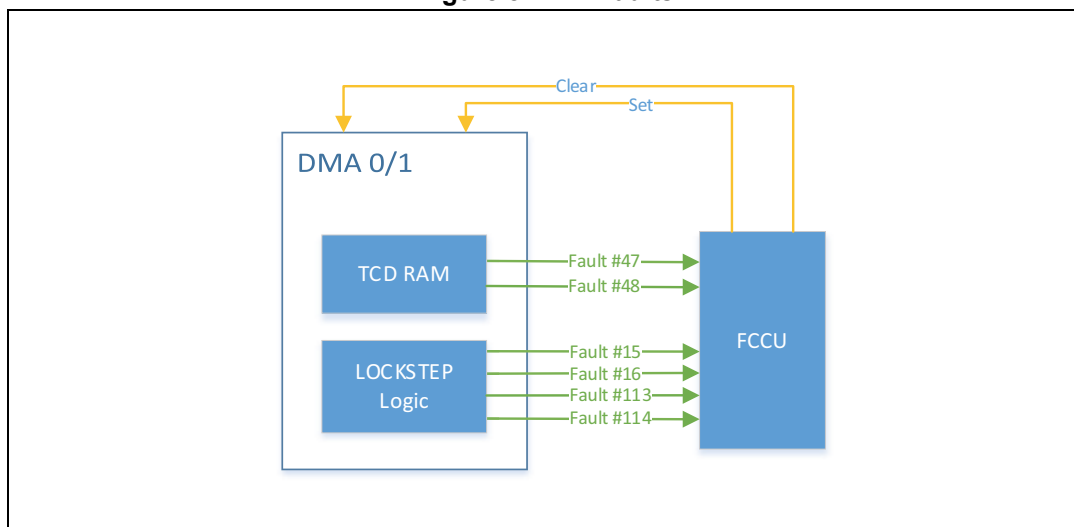 Clear
Set
DMA 0/1
TCD RAM
Fault #47
Fault #48
FCCU
LOCKSTEP
Logic
Fault #15
Fault #16
Fault #113
Fault #114